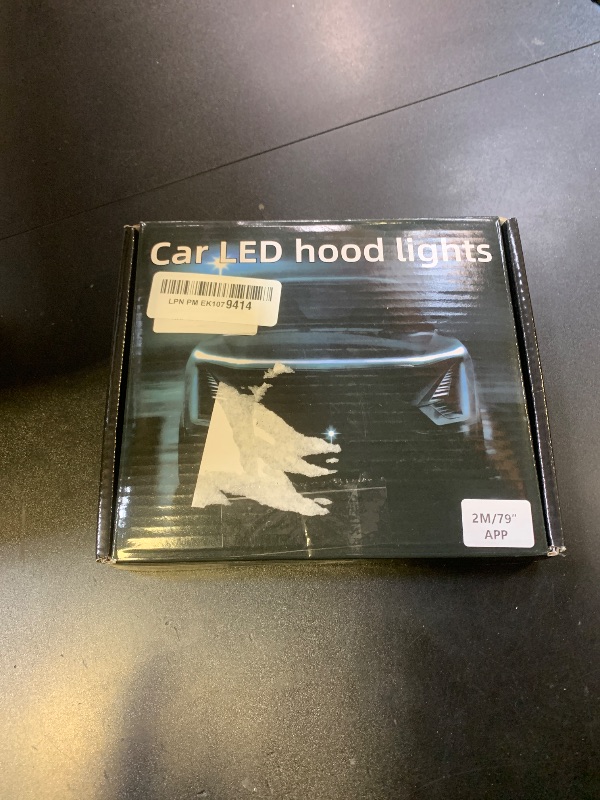 Car LED hood lights
LPN PM EK1079414
2M/79"
APP